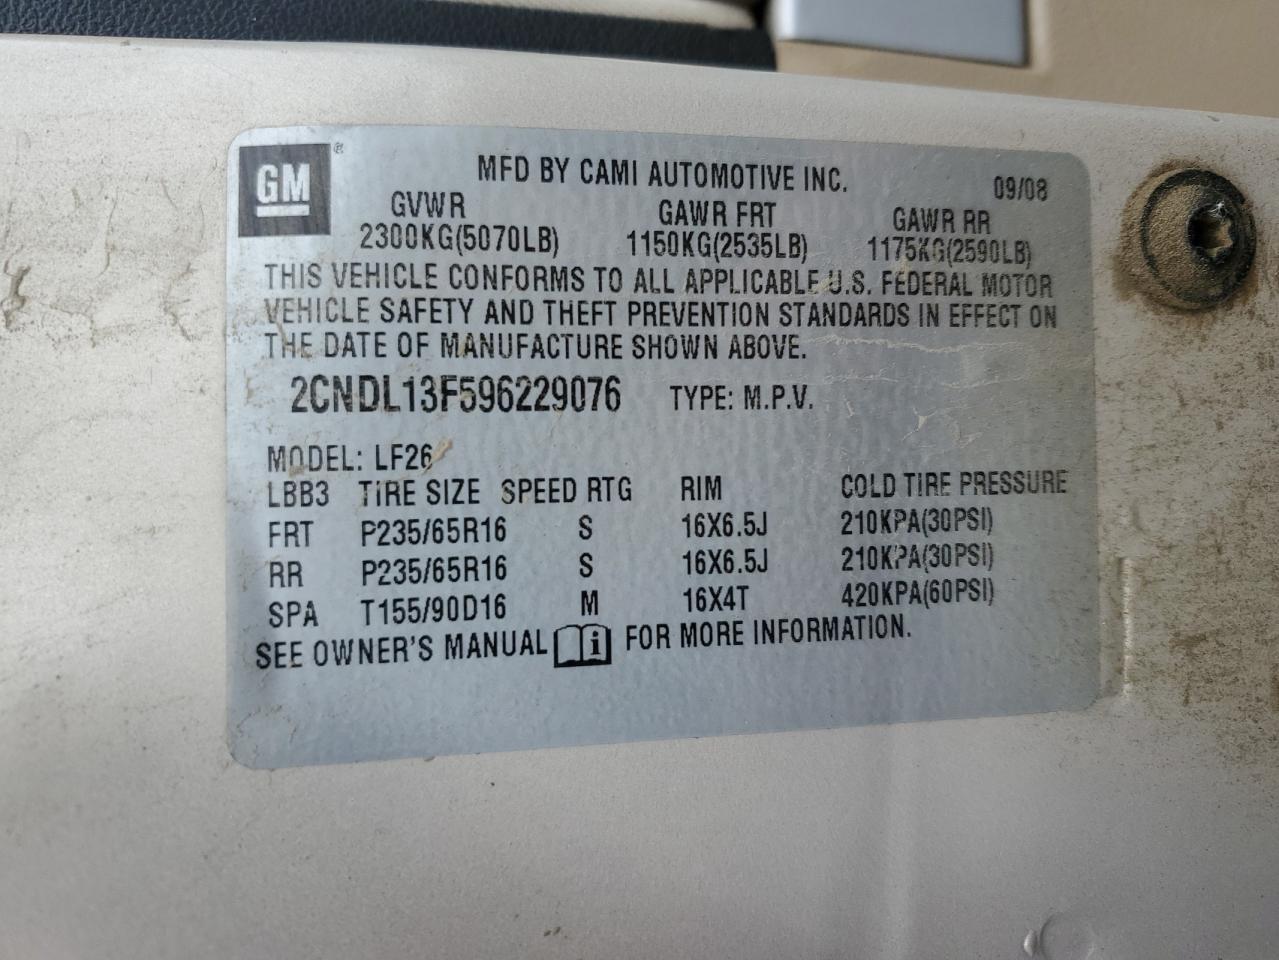 GM®
MFD BY CAMI AUTOMOTIVE INC. 09/08
GVWR GAWR FRT GAWR RR
2300KG(5070LB) 1150KG(2535LB) 1175KG(2590LB)
THIS VEHICLE CONFORMS TO ALL APPLICABLE U.S. FEDERAL MOTOR
VEHICLE SAFETY AND THEFT PREVENTION STANDARDS IN EFFECT ON
THE DATE OF MANUFACTURE SHOWN ABOVE.
2CNDL13F596229076 TYPE: M.P.V.
MODEL: LF26
LBB3 TIRE SIZE SPEED RTG RIM COLD TIRE PRESSURE
FRT P235/65R16 S 16X6.5J 210KPA(30PSI)
RR P235/65R16 S 16X6.5J 210KPA(30PSI)
SPA T155/90D16 M 16X4T 420KPA(60PSI)
SEE OWNER'S MANUAL i FOR MORE INFORMATION.